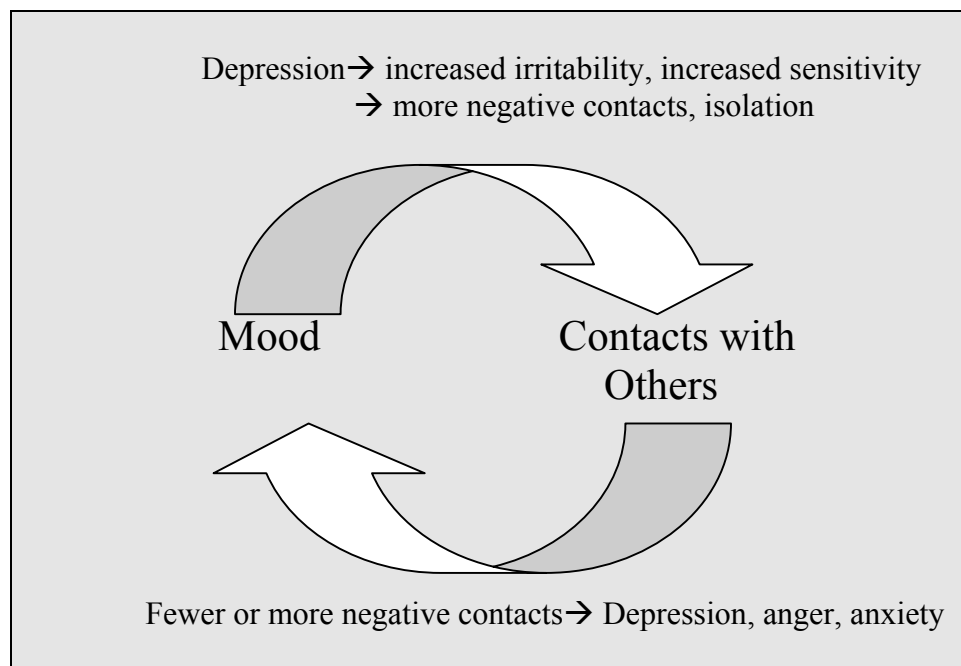 Depression→ increased irritability, increased sensitivity
→ more negative contacts, isolation
Mood
Contacts with
Others
Fewer or more negative contacts→ Depression, anger, anxiety